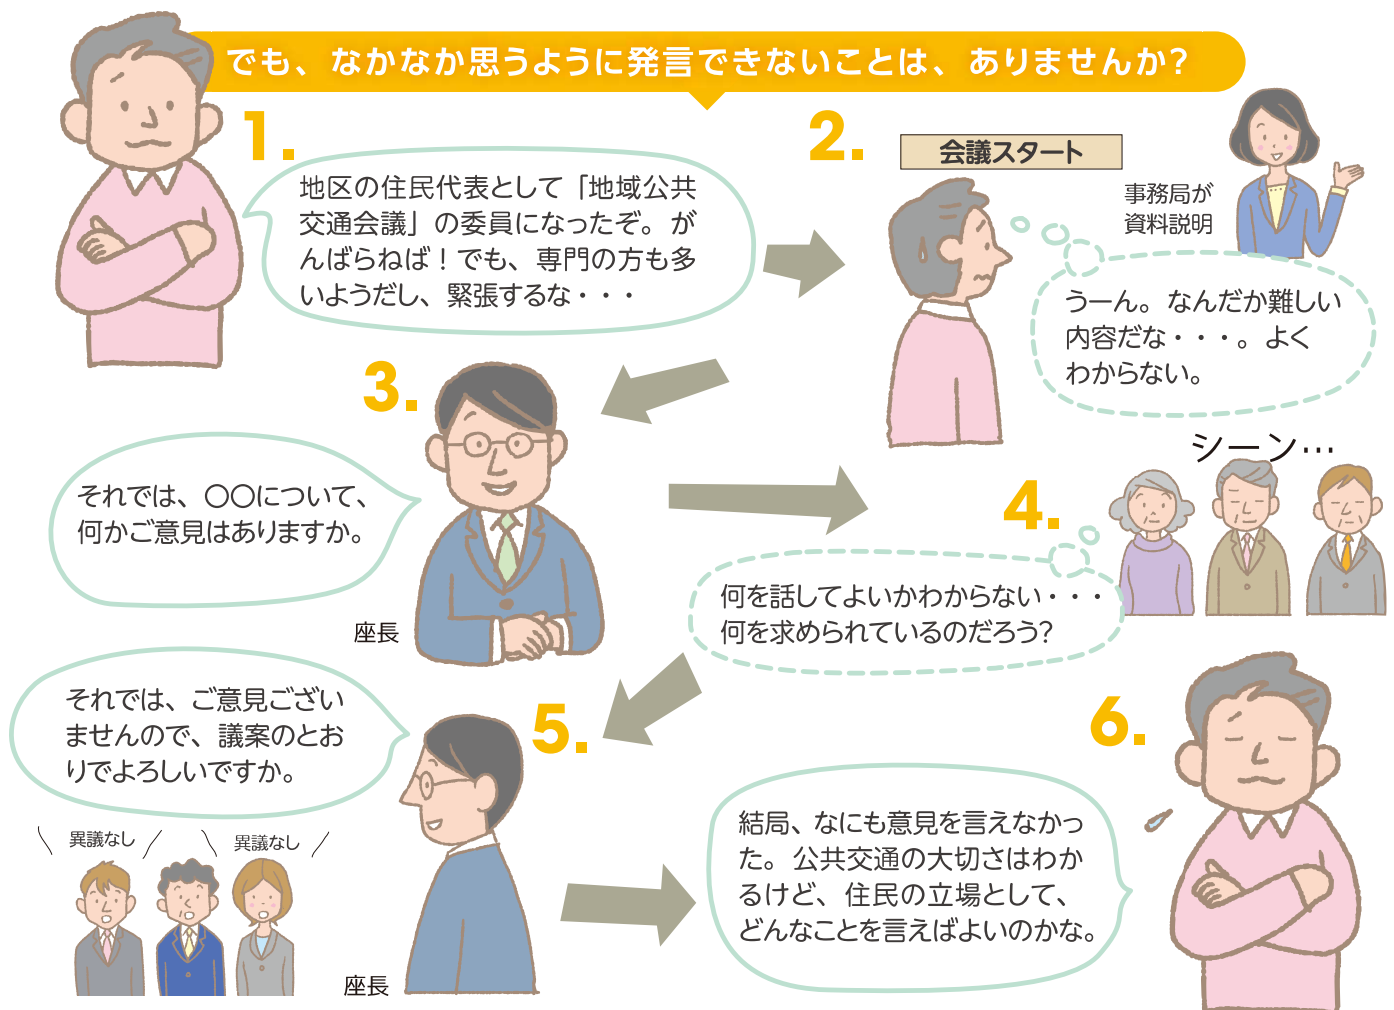 でも、なかなか思うように発言できないことは、ありませんか？
1.
地区の住民代表として「地域公共
交通会議」の委員になったぞ。が
んばらねば！でも、専門の方も多
いようだし、緊張するな・・・
2.
会議スタート
事務局が
資料説明
うーん。なんだか難しい
内容だな・・・。よく
わからない。
3.
それでは、〇〇について、
何かご意見はありますか。
座長
4.
シーン…
何を話してよいかわからない・・・
何を求められているのだろう？
5.
それでは、ご意見ござい
ませんので、議案のとお
りでよろしいですか。
異議なし
異議なし
座長
6.
結局、なにも意見を言えなかっ
た。公共交通の大切さはわか
るけど、住民の立場として、
どんなことを言えばよいのかな。